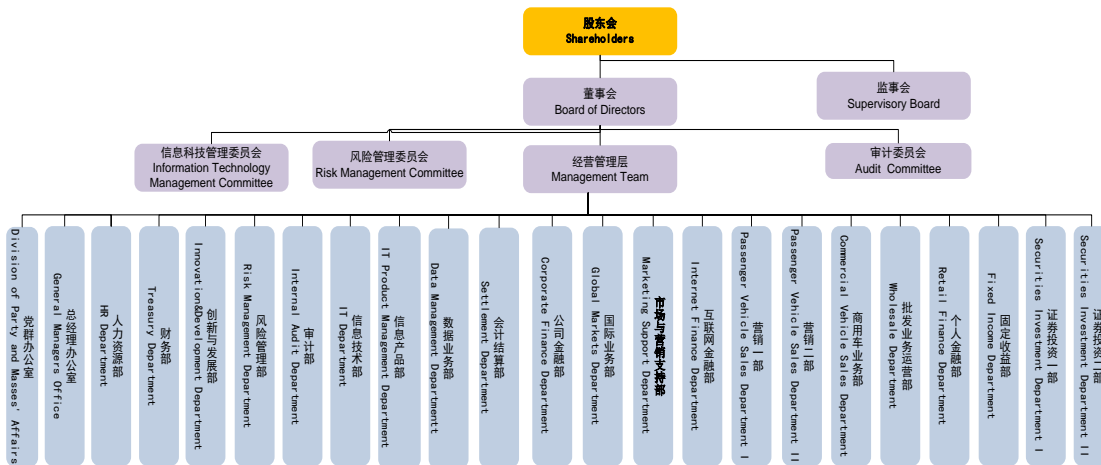 股东会
Shareholders
董事会
Board of Directors
监事会
Supervisory Board
信息科技管理委员会
Information Technology
Management Committee
风险管理委员会
Risk Management Committee
经营管理层
Management Team
审计委员会
Audit Committee
党群办公室
Division of Party and Masses' Affairs
总经理办公室
General Managers Office
人力资源部
HR Department
财务部
Treasury Department
创新与发展部
Innovation&Development Department
风险管理部
Risk Management Department
审计部
Internal Audit Department
信息技术部
IT Department
信息产品部
IT Product Management Department
数据业务部
Data Management Departmentt
会计结算部
Settlement Department
公司金融部
Corporate Finance Department
国际业务部
Global Markets Department
市场与营销支持部
Marketing Support Department
互联网金融部
Internet Finance Department
营销一部
Passenger Vehicle Sales Department I
营销二部
Passenger Vehicle Sales Department II
商用车业务部
Commercial Vehicle Sales Department
批发业务运营部
Wholesale Department
个人金融部
Retail Finance Department
固定收益部
Fixed Income Department
证券投资一部
Securities Investment Department I
证券投资二部
Securities Investment Department II